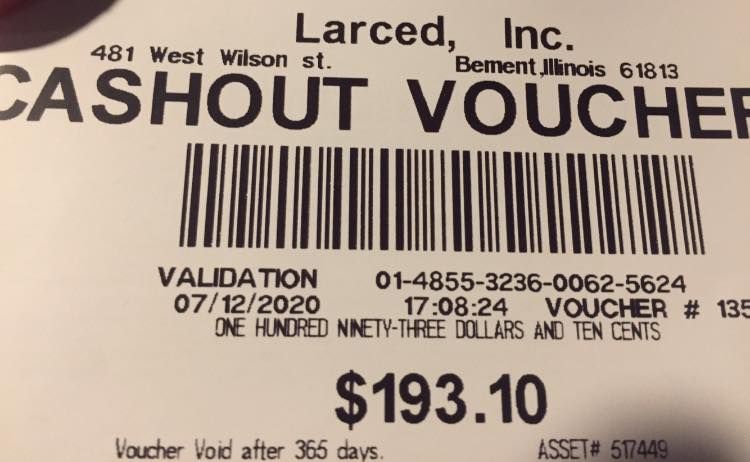 Larced, Inc.
481 West Wilson st. Bement,Illinois 61813
CASHOUT VOUCHER
VALIDATION 01-4855-3236-0062-5624
07/12/2020 17:08:24 VOUCHER # 135
ONE HUNDRED NINETY-THREE DOLLARS AND TEN CENTS
$193.10
Voucher Void after 365 days. ASSET# 517449